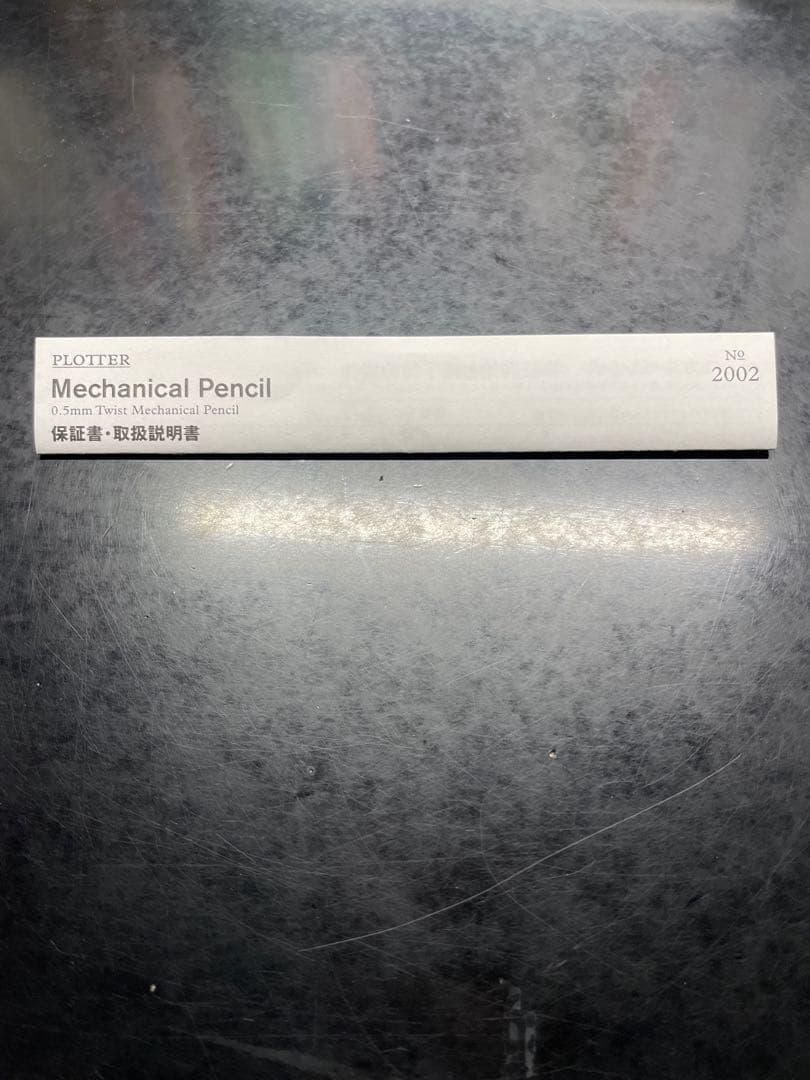 PLOTTER
Mechanical Pencil
0.5mm Twist Mechanical Pencil
保証書・取扱説明書
Nº
2002